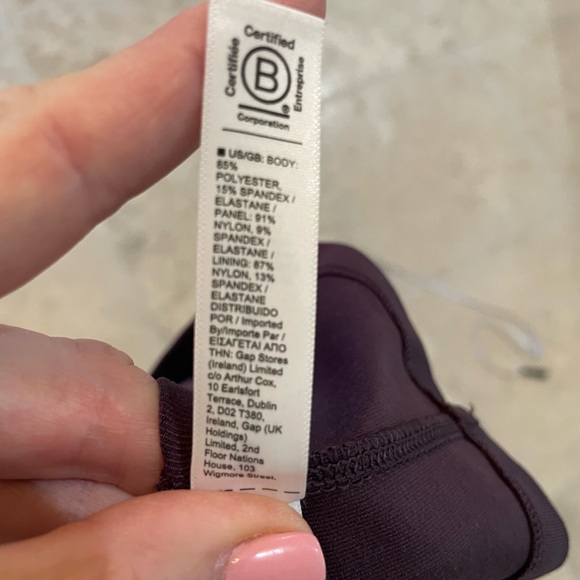 Certified
Certifiée
B
®
Entreprise
Corporation
■ US/GB: BODY:
85%
POLYESTER,
15% SPANDEX /
ELASTANE /
PANEL: 91%
NYLON, 9%
SPANDEX /
ELASTANE /
LINING: 87%
NYLON, 13%
SPANDEX /
ELASTANE
DISTRIBUIDO
POR / Imported
By/Importe Par /
ΕΙΣΑΓΕΤΑΙ ΑΠΟ
ΤΗΝ: Gap Stores
(Ireland) Limited
c/o Arthur Cox,
10 Earlsfort
Terrace, Dublin
2, D02 T380,
Ireland, Gap (UK
Holdings)
Limited, 2nd
Floor Nations
House, 103
Wigmore Street,